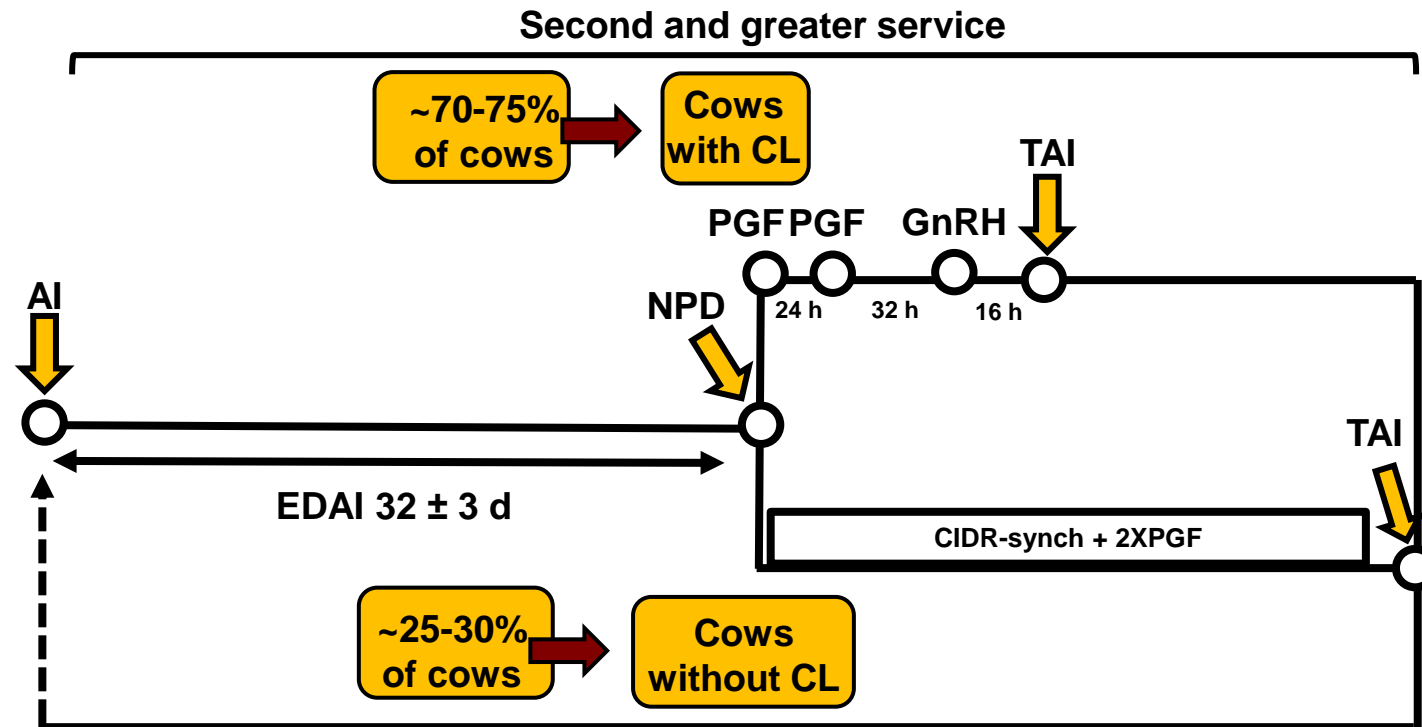 Second and greater service
~70-75%
of cows
Cows
with CL
TAI
PGF PGF GnRH
AI
NPD
24 h 32 h 16 h
TAI
EDAI 32 ± 3 d
CIDR-synch + 2XPGF
~25-30%
of cows
Cows
without CL